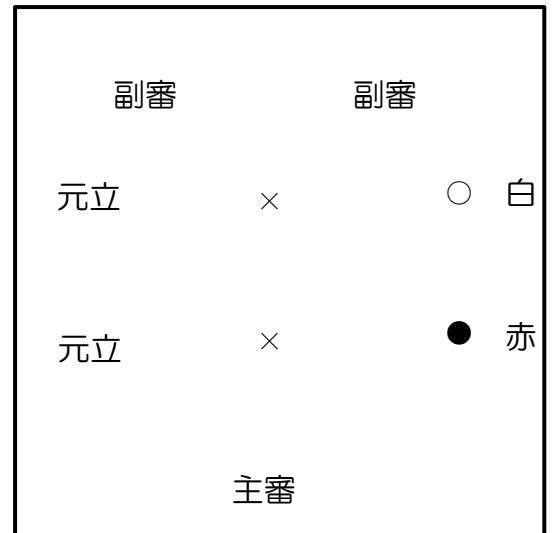 副審 副審
元立 × ○ 白
元立 × ● 赤
主審